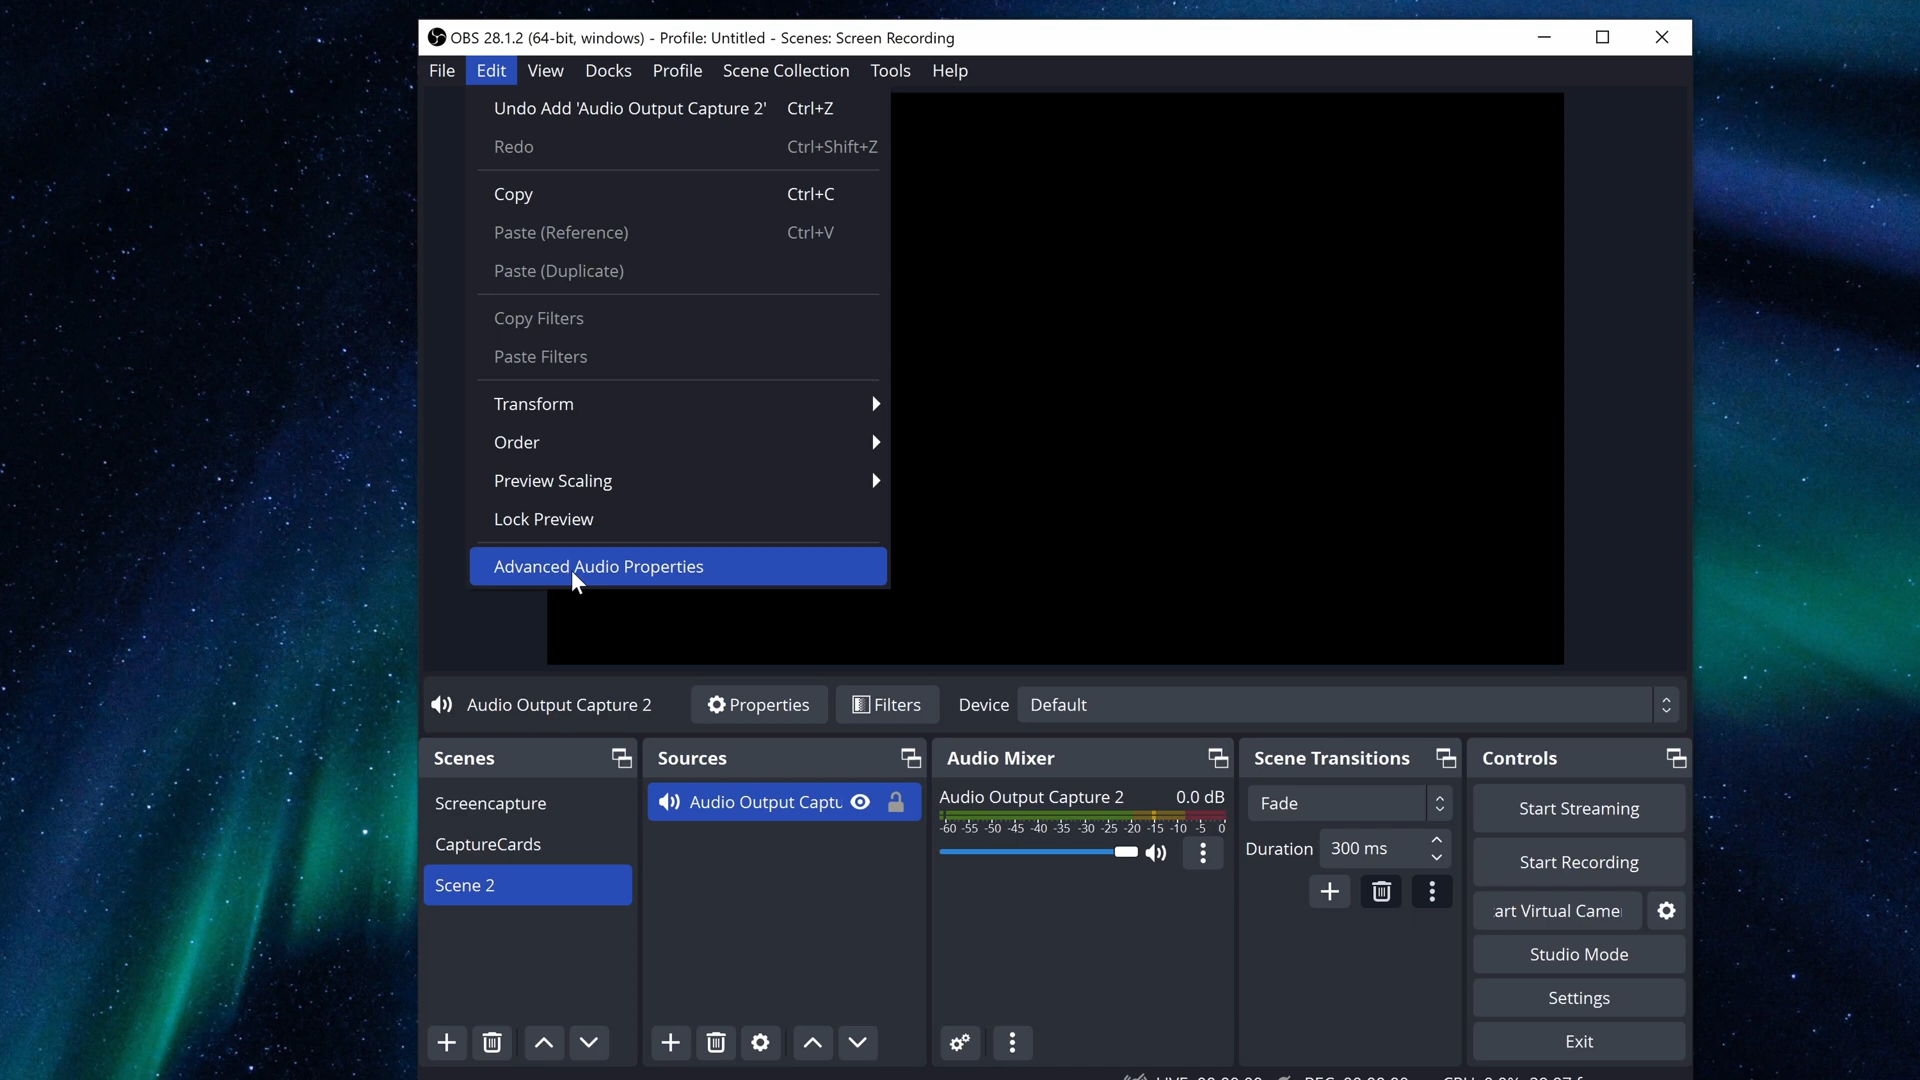 OBS 28.1.2 (64-bit, windows) - Profile: Untitled - Scenes: Screen Recording
File Edit View Docks Profile Scene Collection Tools Help
Undo Add 'Audio Output Capture 2' Ctrl+Z
Redo Ctrl+Shift+Z
Copy Ctrl+C
Paste (Reference) Ctrl+V
Paste (Duplicate)
Copy Filters
Paste Filters
Transform
Order
Preview Scaling
Lock Preview
Advanced Audio Properties
Audio Output Capture 2 Properties Filters Device Default
Scenes
Screencapture
CaptureCards
Scene 2
Sources
Audio Output Captu
Audio Mixer
Audio Output Capture 2 0.0 dB
-60 -55 -50 -45 -40 -35 -30 -25 -20 -15 -10 -5 0
Scene Transitions
Fade
Duration 300 ms
Controls
Start Streaming
Start Recording
art Virtual Came
Studio Mode
Settings
Exit